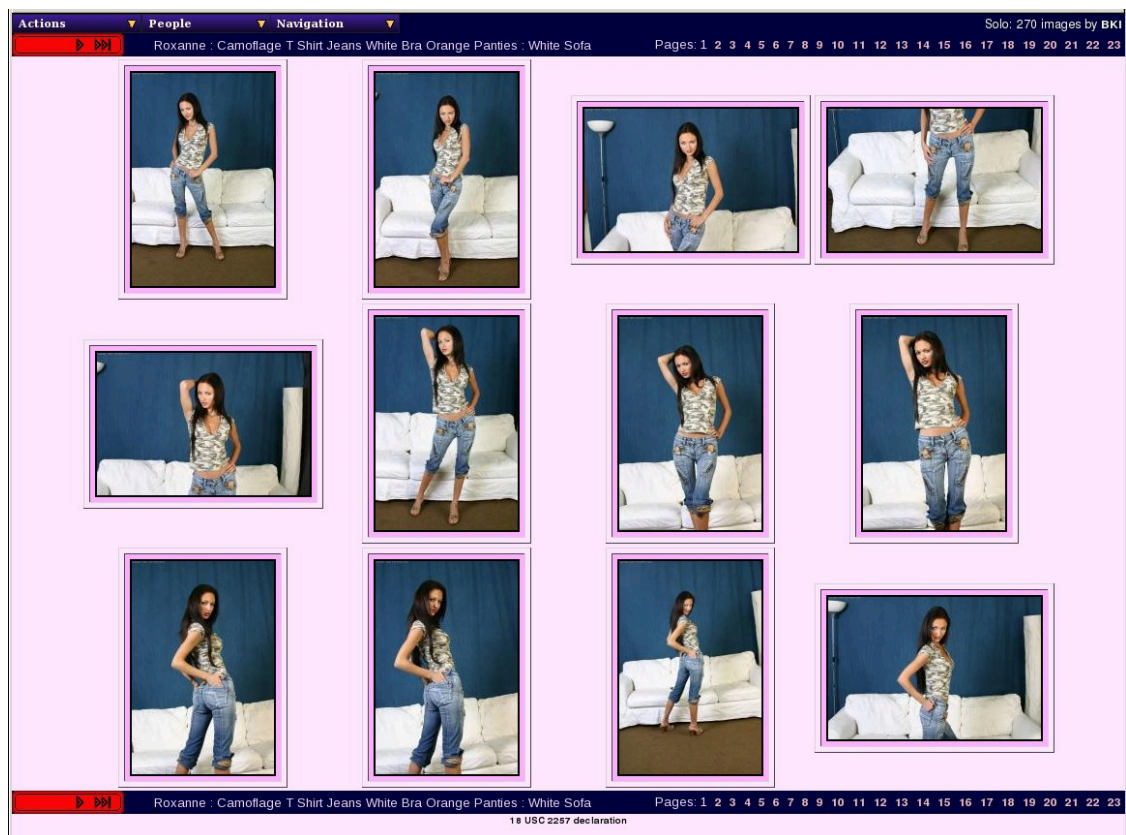 Actions People Navigation Solo: 270 images by BKI
Roxanne : Camoflage T Shirt Jeans White Bra Orange Panties : White Sofa Pages: 1 2 3 4 5 6 7 8 9 10 11 12 13 14 15 16 17 18 19 20 21 22 23
Roxanne : Camoflage T Shirt Jeans White Bra Orange Panties : White Sofa Pages: 1 2 3 4 5 6 7 8 9 10 11 12 13 14 15 16 17 18 19 20 21 22 23
18 USC 2257 declaration